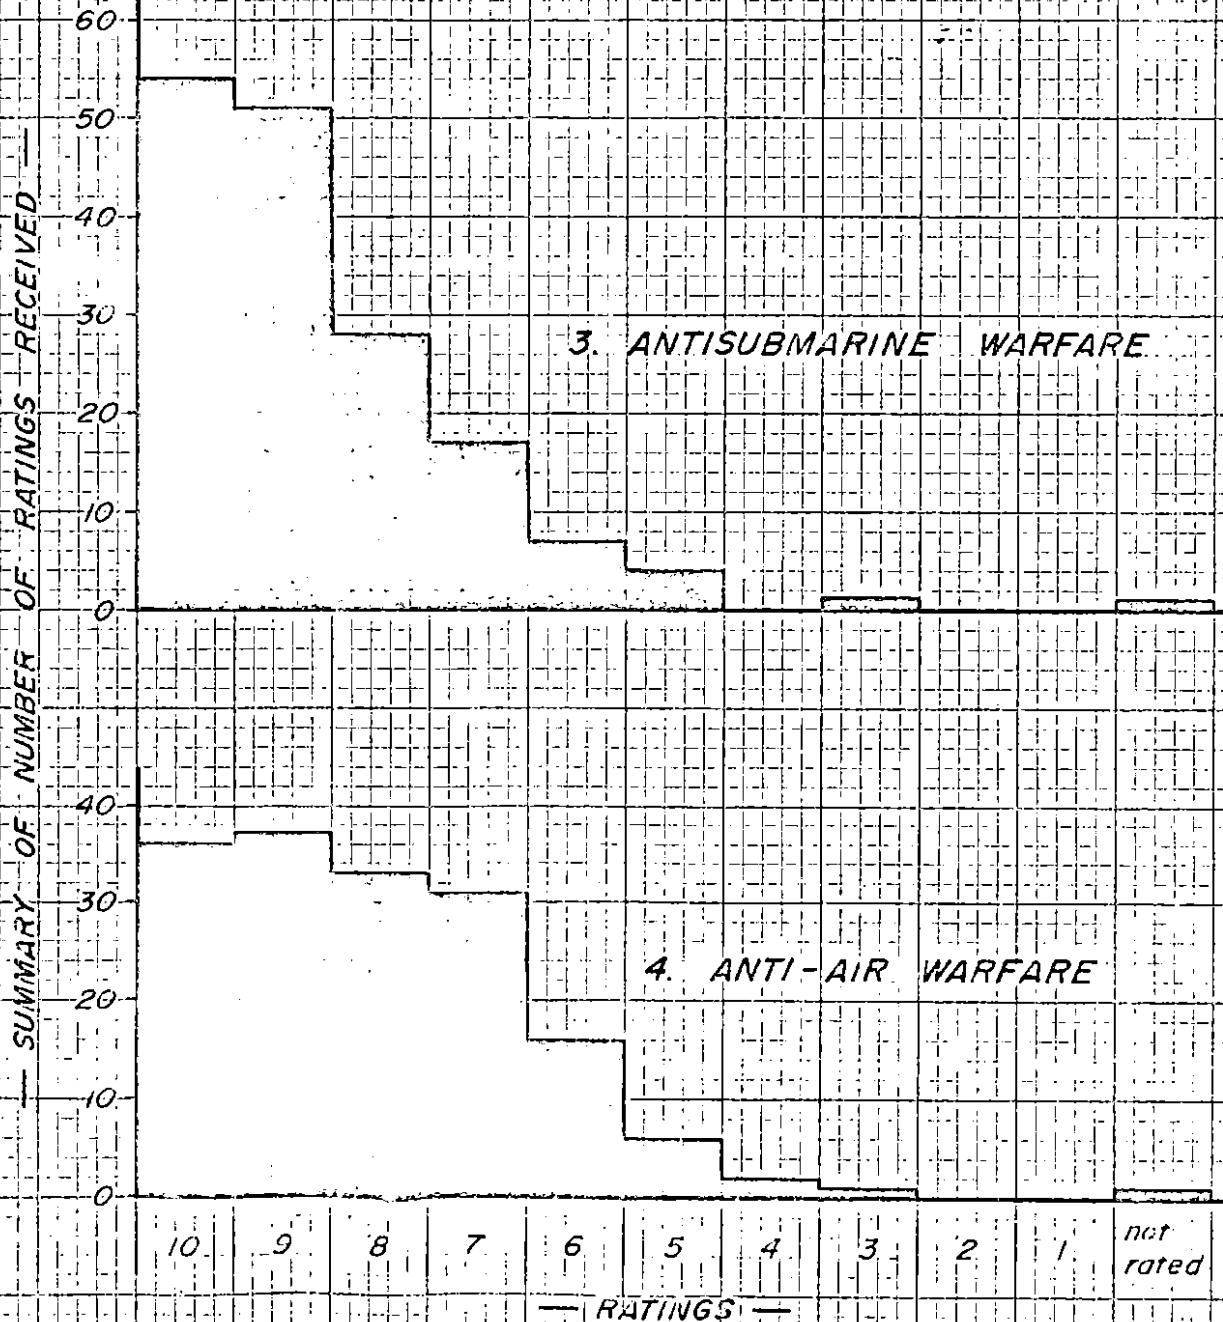 — SUMMARY OF NUMBER OF RATINGS RECEIVED —
60
50
40
30
3. ANTISUBMARINE WARFARE
20
10
0
40
30
4. ANTI-AIR WARFARE
20
10
0
10 9 8 7 6 5 4 3 2 1 not
rated
— RATINGS —